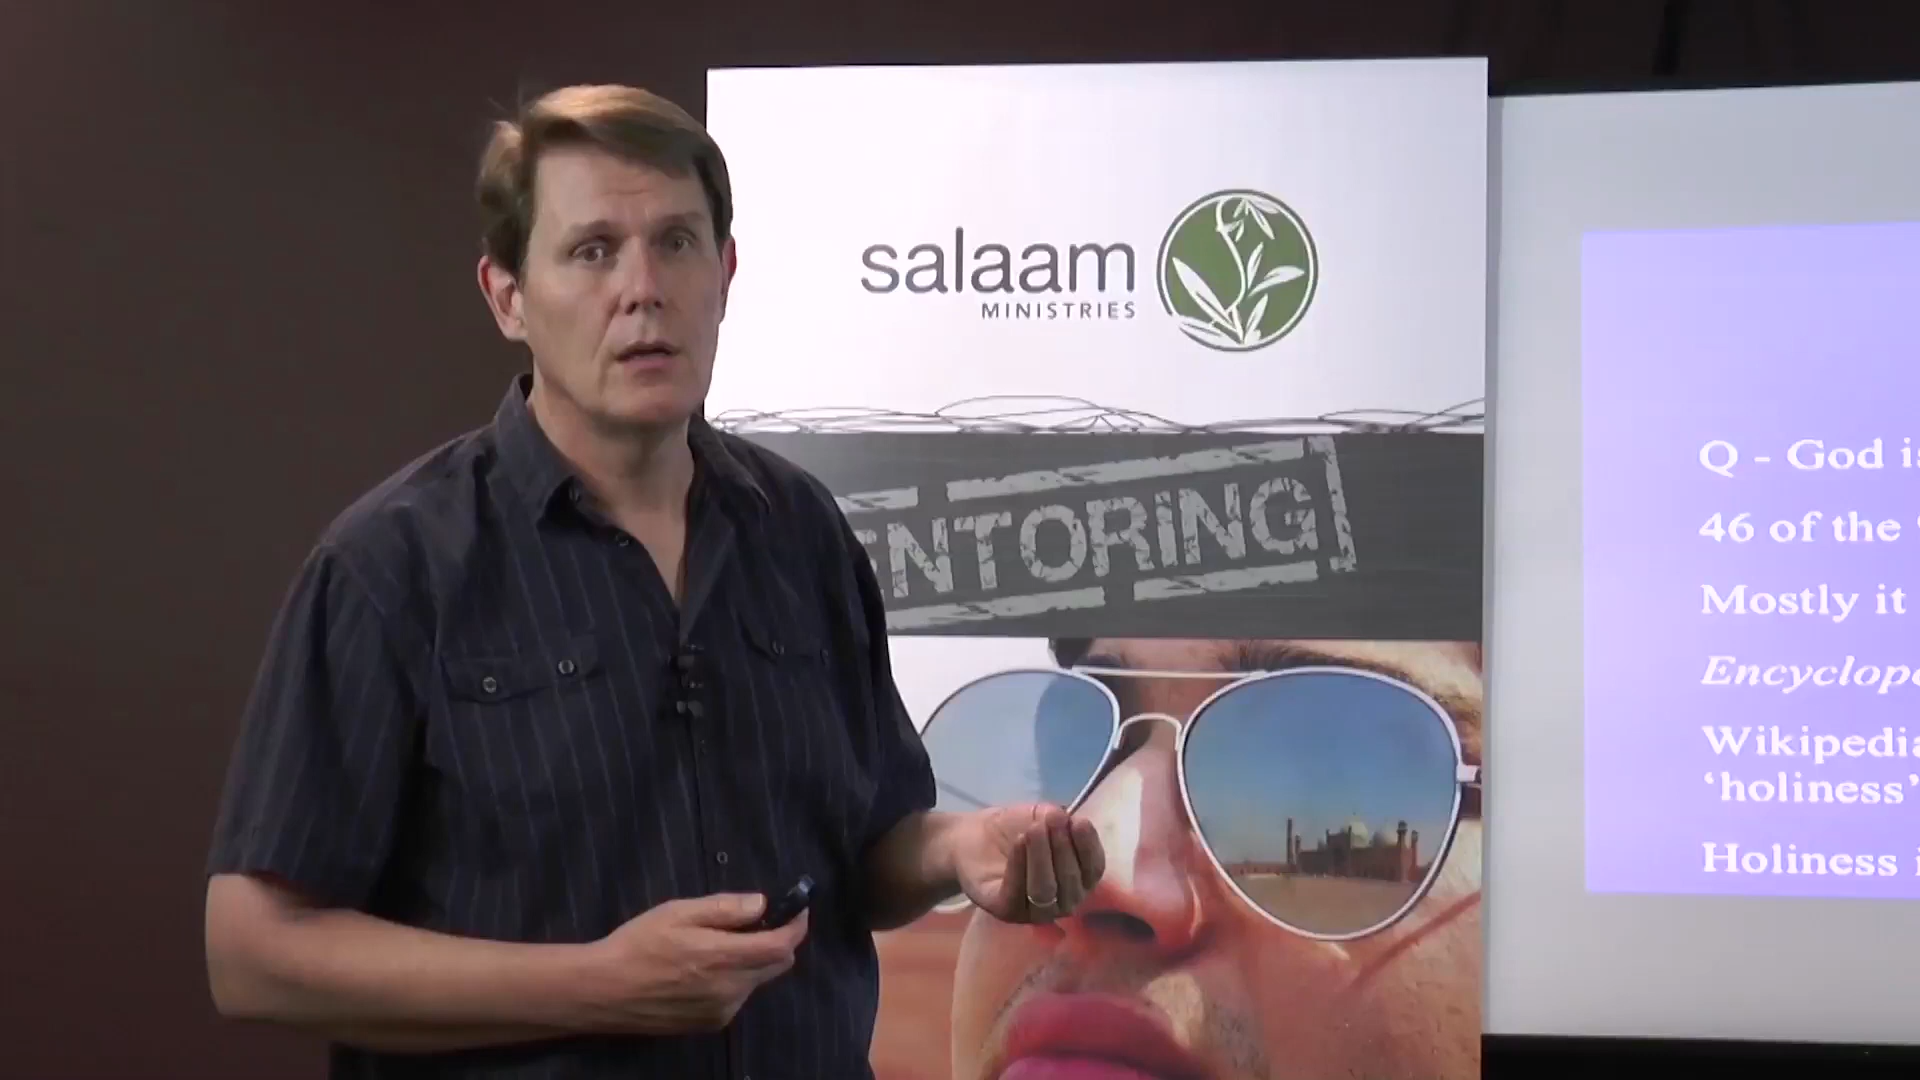 salaam
MINISTRIES
ENTORING
Q - God is
46 of the
Mostly it
Encyclope
Wikipedia
‘holiness’
Holiness i